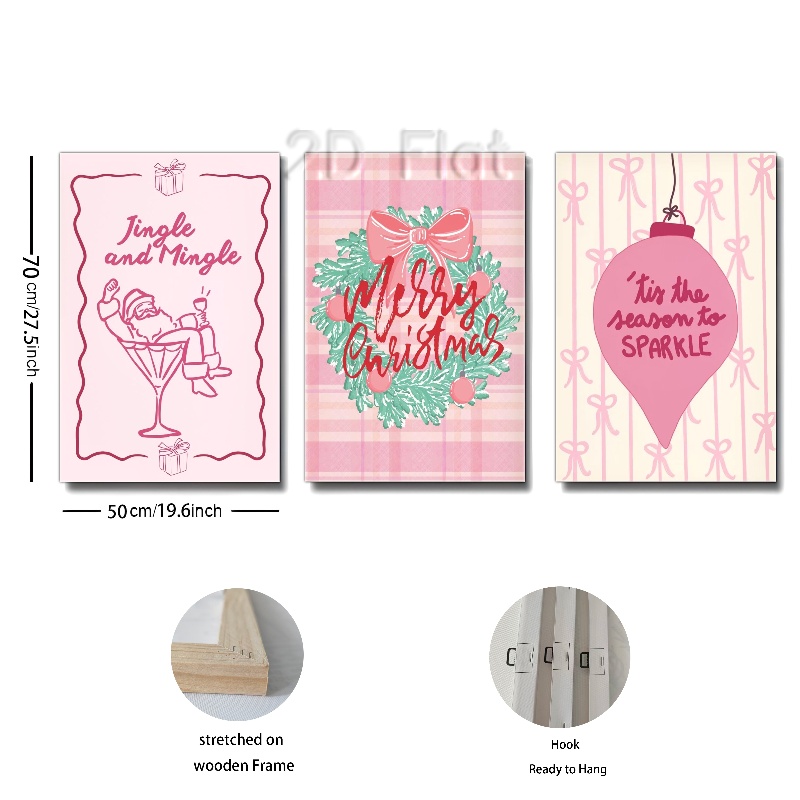 2D Flat
Jingle
and Mingle
Merry
Christmas
'tis the
season to
SPARKLE
70 cm/27.5inch
50cm/19.6inch
stretched on
wooden Frame
Hook
Ready to Hang